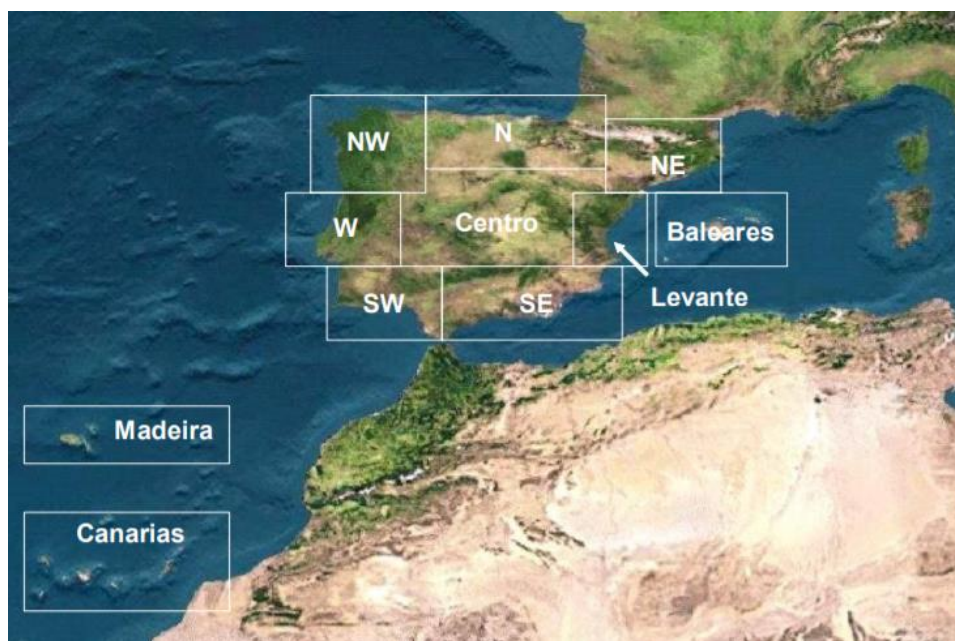 NW
N
NE
W
Centro
Baleares
SW
SE
Levante
Madeira
Canarias